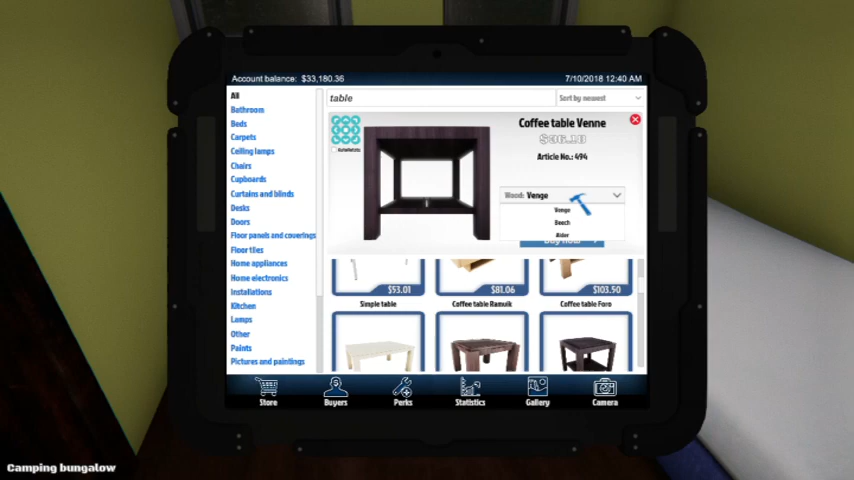 Account balance: $33,180.36
7/10/2018 12:40 AM
All
Bathroom
Beds
Carpets
Ceiling lamps
Chairs
Cupboards
Curtains and blinds
Desks
Doors
Floor panels and coverings
Floor tiles
Home appliances
Home electronics
Installations
Kitchen
Lamps
Other
Paints
Pictures and paintings
table
Sort by newest
Coffee table Venne
Article No.: 494
Wood: Venge
Venge
Beech
Alder
Buy now
$53.01
$81.06
$103.50
Simple table
Coffee table Ramuik
Coffee table Foro
Store
Buyers
Perks
Statistics
Gallery
Camera
Camping bungalow